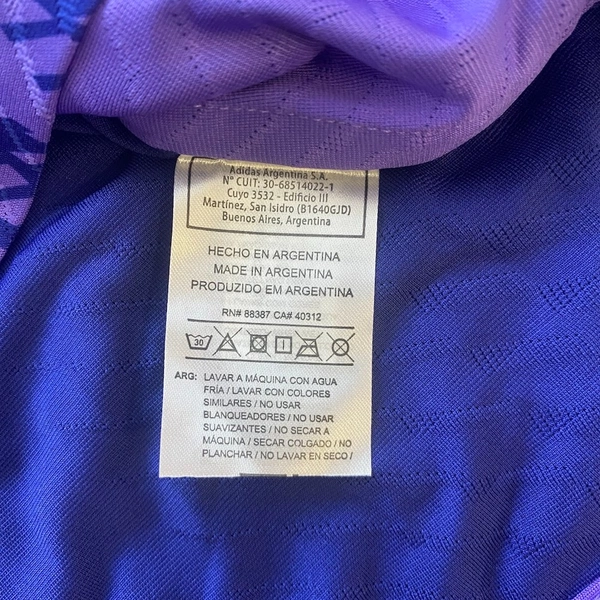 Adidas Argentina S.A.
N° CUIT: 30-68514022-1
Cuyo 3532 - Edificio III
Martínez, San Isidro (B1640GJD)
Buenos Aires, Argentina
HECHO EN ARGENTINA
MADE IN ARGENTINA
PRODUZIDO EM ARGENTINA
RN# 88387 CA# 40312
30
ARG: LAVAR A MÁQUINA CON AGUA
FRÍA / LAVAR CON COLORES
SIMILARES / NO USAR
BLANQUEADORES / NO USAR
SUAVIZANTES / NO SECAR A
MÁQUINA / SECAR COLGADO / NO
PLANCHAR / NO LAVAR EN SECO /